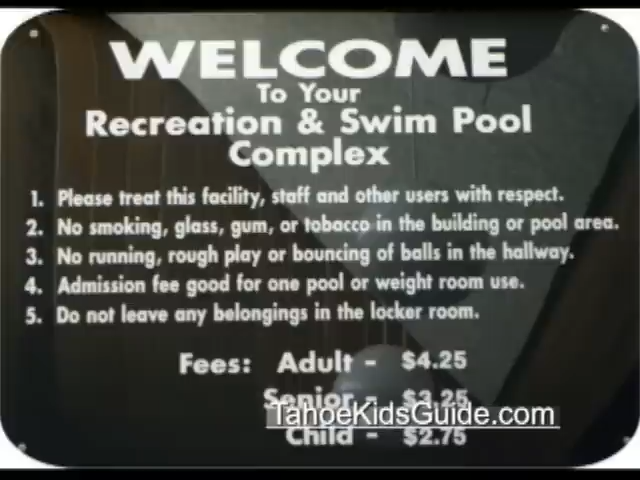 WELCOME
To Your
Recreation & Swim Pool
Complex
1. Please treat this facility, staff and other users with respect.
2. No smoking, glass, gum, or tobacco in the building or pool area.
3. No running, rough play or bouncing of balls in the hallway.
4. Admission fee good for one pool or weight room use.
5. Do not leave any belongings in the locker room.
Fees: Adult - $4.25
Senior - $3.25
TahoeKidsGuide.com
Child - $2.75